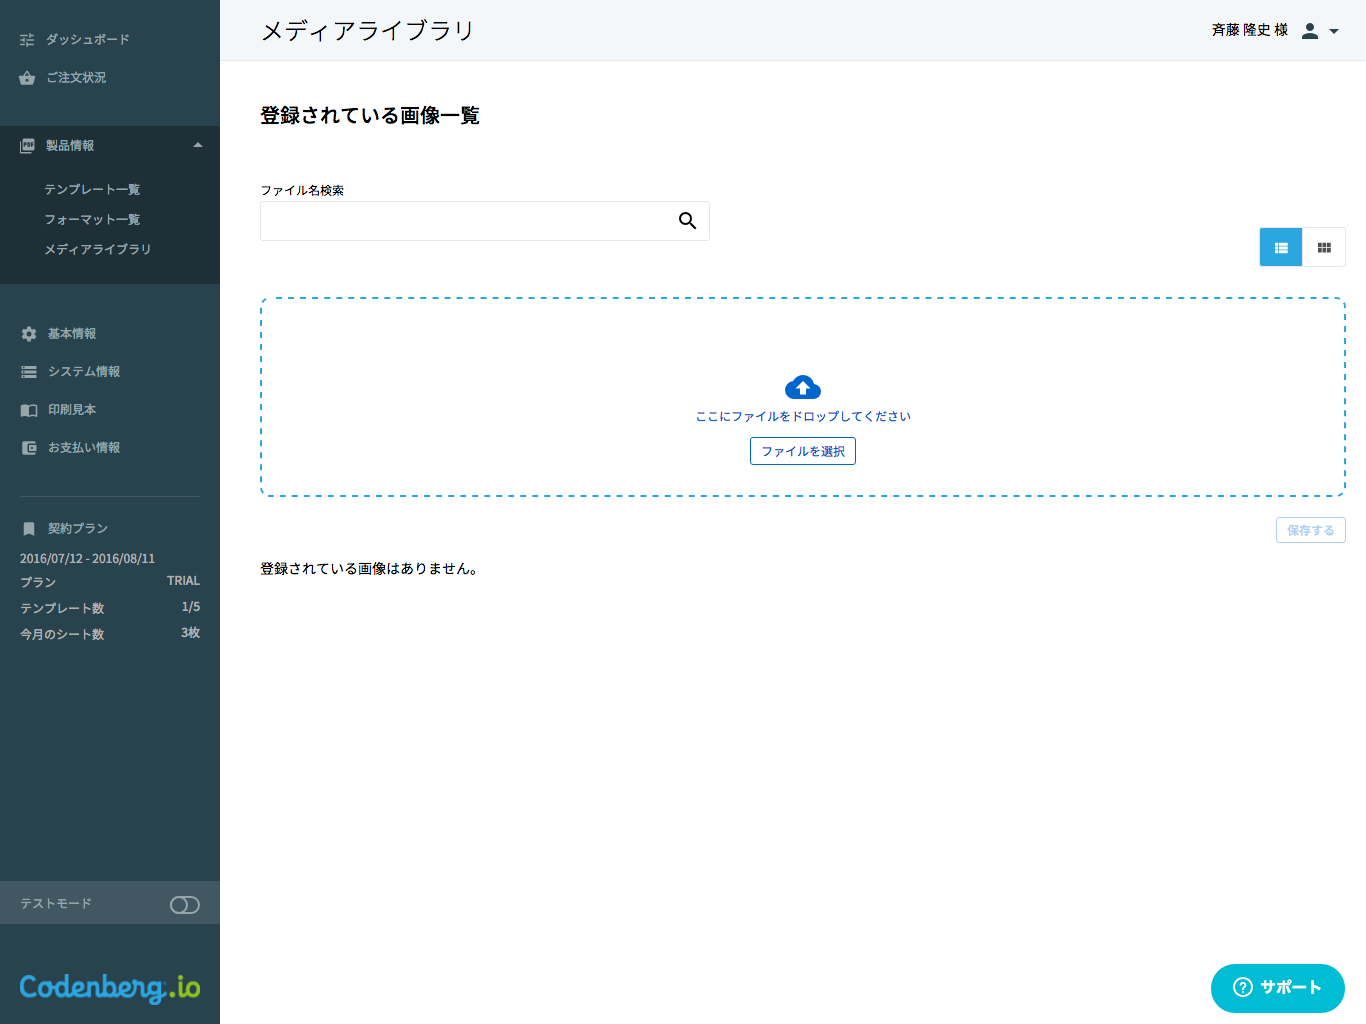 ダッシュボード
ご注文状況
製品情報
テンプレート一覧
フォーマット一覧
メディアライブラリ
基本情報
システム情報
印刷見本
お支払い情報
契約プラン
2016/07/12 - 2016/08/11
プラン TRIAL
テンプレート数 1/5
今月のシート数 3枚
テストモード
Codenberg.io
メディアライブラリ
斉藤 隆史 様
登録されている画像一覧
ファイル名検索
ここにファイルをドロップしてください
ファイルを選択
保存する
登録されている画像はありません。
サポート